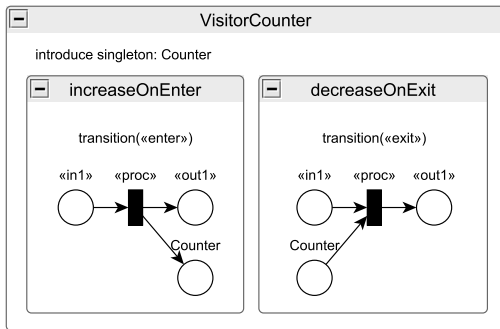 VisitorCounter
introduce singleton: Counter
increaseOnEnter
transition(«enter»)
«in1» «proc» «out1»
Counter
decreaseOnExit
transition(«exit»)
«in1» «proc» «out1»
Counter